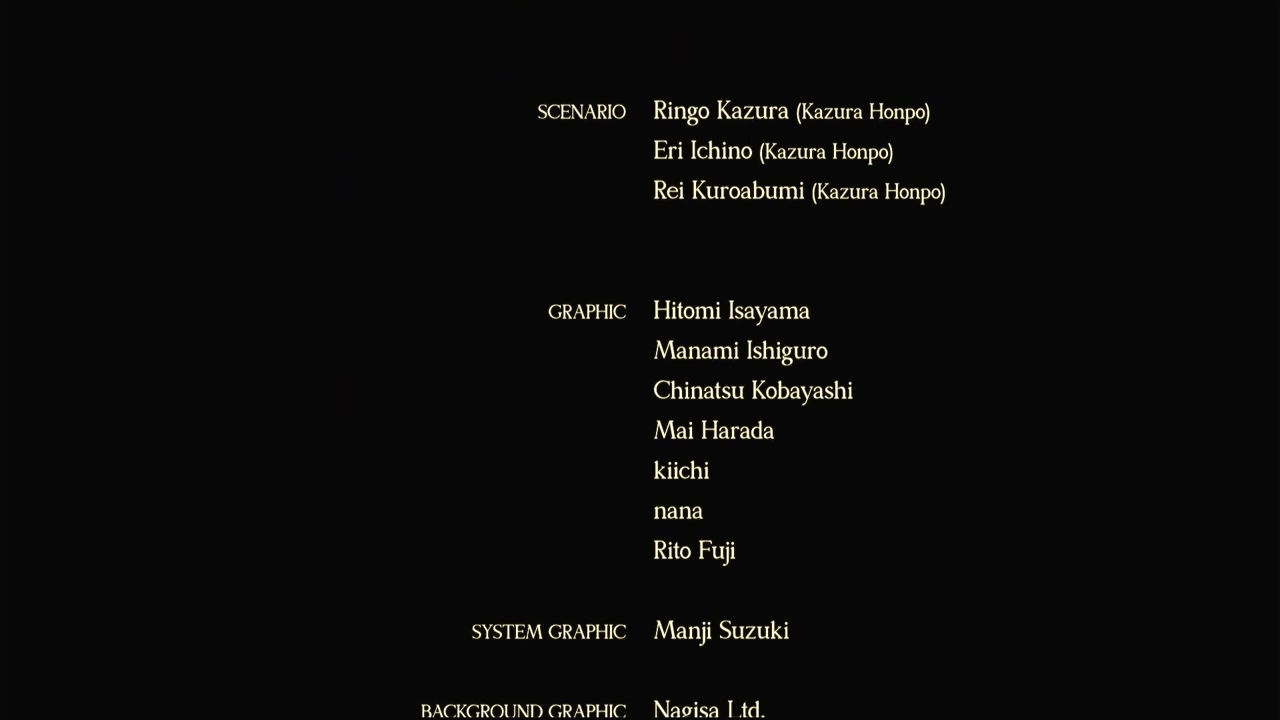 SCENARIO Ringo Kazura (Kazura Honpo)
Eri Ichino (Kazura Honpo)
Rei Kuroabumi (Kazura Honpo)
GRAPHIC Hitomi Isayama
Manami Ishiguro
Chinatsu Kobayashi
Mai Harada
kiichi
nana
Rito Fuji
SYSTEM GRAPHIC Manji Suzuki
BACKGROUND GRAPHIC Nagisa Ltd.